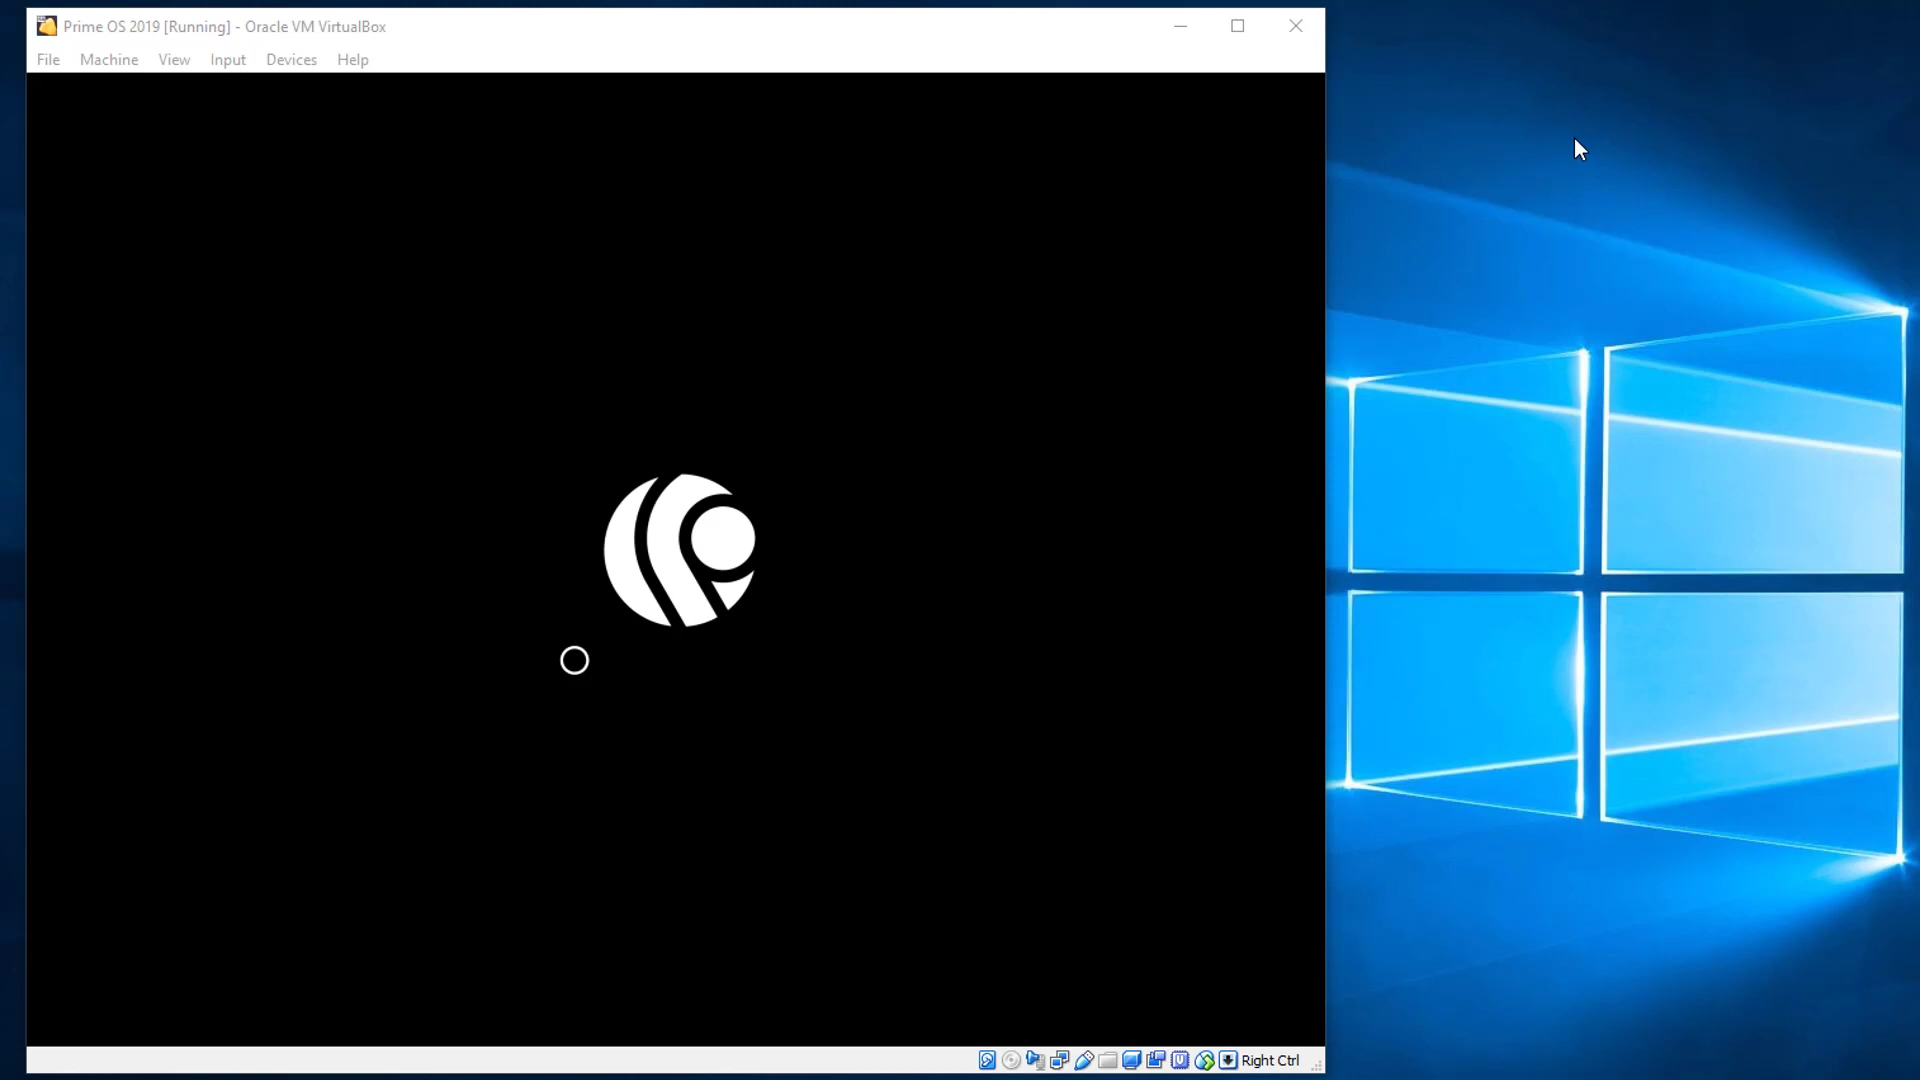 Prime OS 2019 [Running] - Oracle VM VirtualBox
File Machine View Input Devices Help
Right Ctrl